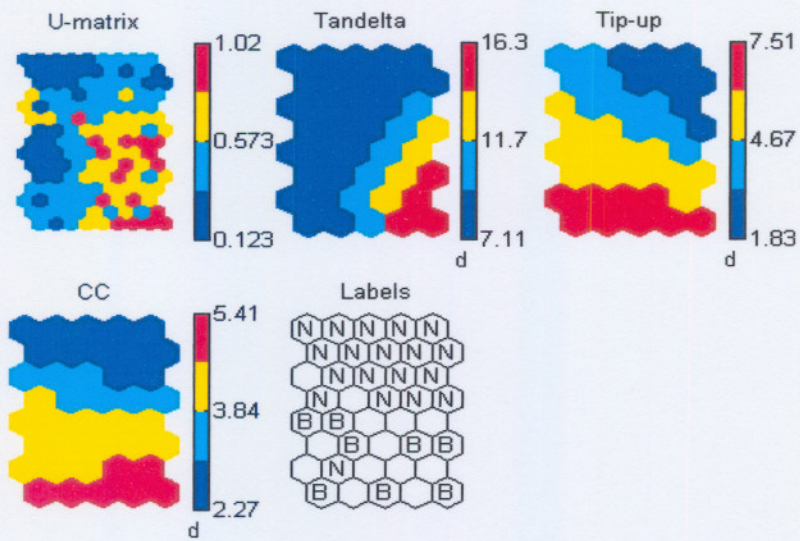 U-matrix
Tandelta
Tip-up
1.02
0.573
0.123
16.3
11.7
7.11
d
7.51
4.67
1.83
d
CC
Labels
5.41
3.84
2.27
d
N N N N N
N N N N N
N N N N
N N N N
B B
B B B
N
B B B